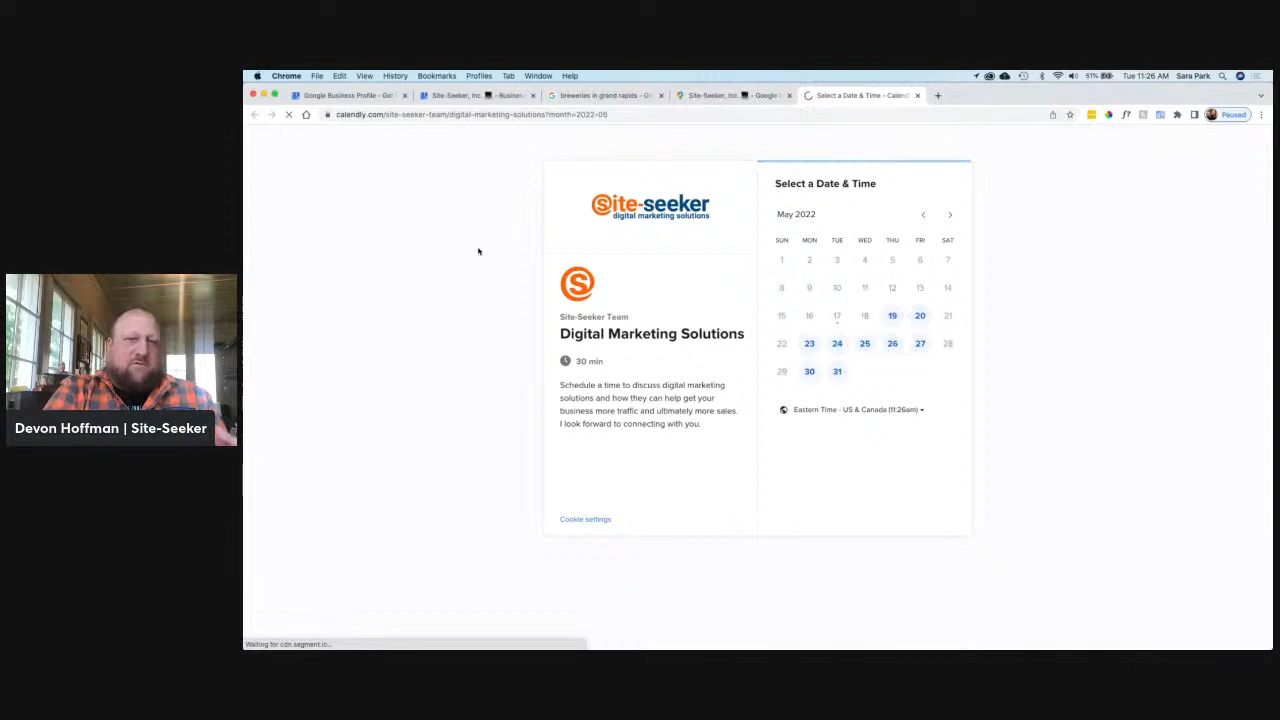 Chrome File Edit View History Bookmarks Profiles Tab Window Help
51% Tue 11:26 AM Sara Park
Google Business Profile - Get
Site-Seeker, Inc. - Busines
breweries in grand rapids - Go
Site-Seeker, Inc. - Google
Select a Date & Time - Calend
calendly.com/site-seeker-team/digital-marketing-solutions?month=2022-05
Paused
site-seeker
digital marketing solutions
S
Site-Seeker Team
Digital Marketing Solutions
30 min
Schedule a time to discuss digital marketing
solutions and how they can help get your
business more traffic and ultimately more sales.
I look forward to connecting with you.
Cookie settings
Select a Date & Time
May 2022
SUN MON TUE WED THU FRI SAT
1 2 3 4 5 6 7
8 9 10 11 12 13 14
15 16 17 18 19 20 21
22 23 24 25 26 27 28
29 30 31
Eastern Time - US & Canada (11:26am)
Devon Hoffman | Site-Seeker
Waiting for cdn.segment.io...